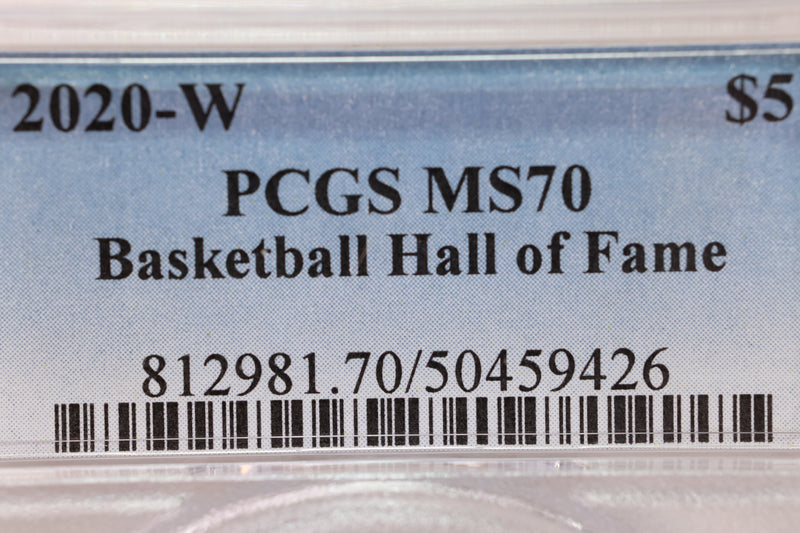 2020-W $5
PCGS MS70
Basketball Hall of Fame
812981.70/50459426